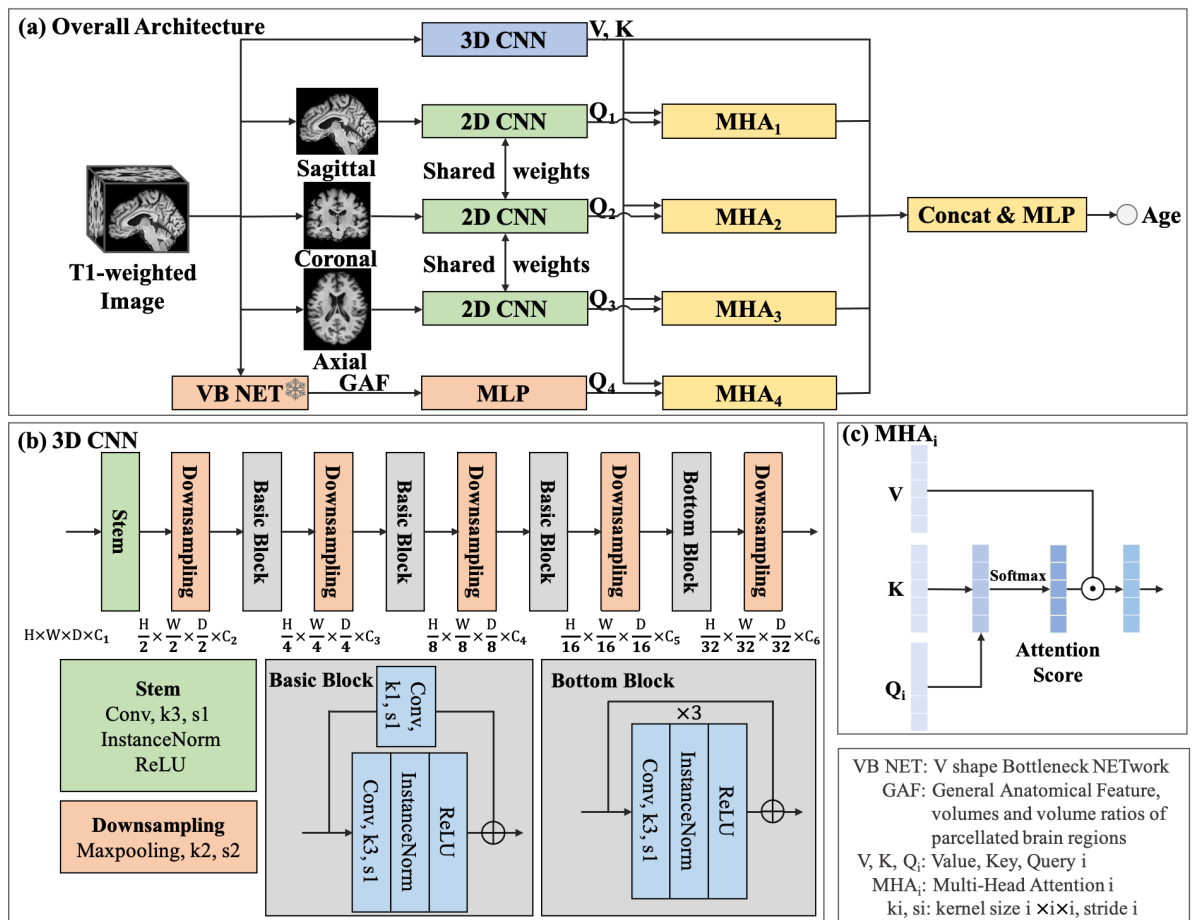 (a) Overall Architecture
3D CNN
V, K
2D CNN
Q₁
MHA₁
Sagittal
Shared weights
2D CNN
Q₂
MHA₂
Concat & MLP
Age
Coronal
Shared weights
T1-weighted
Image
2D CNN
Q₃
MHA₃
Axial
VB NET
GAF
MLP
Q₄
MHA₄
(b) 3D CNN
Stem
Downsampling
Basic Block
Downsampling
Basic Block
Downsampling
Basic Block
Downsampling
Bottom Block
Downsampling
H×W×D×C₁
H/2 × W/2 × D/2 ×C₂
H/4 × W/4 × D/4 ×C₃
H/8 × W/8 × D/8 ×C₄
H/16 × W/16 × D/16 ×C₅
H/32 × W/32 × D/32 ×C₆
Stem
Conv, k3, s1
InstanceNorm
ReLU
Downsampling
Maxpooling, k2, s2
Basic Block
Conv,
k1, s1
Conv, k3, s1
InstanceNorm
ReLU
Bottom Block
×3
Conv, k3, s1
InstanceNorm
ReLU
(c) MHAᵢ
V
K
Softmax
Attention
Score
Qᵢ
VB NET: V shape Bottleneck NETwork
GAF: General Anatomical Feature,
volumes and volume ratios of
parcellated brain regions
V, K, Qᵢ: Value, Key, Query i
MHAᵢ: Multi-Head Attention i
ki, si: kernel size i ×i×i, stride i